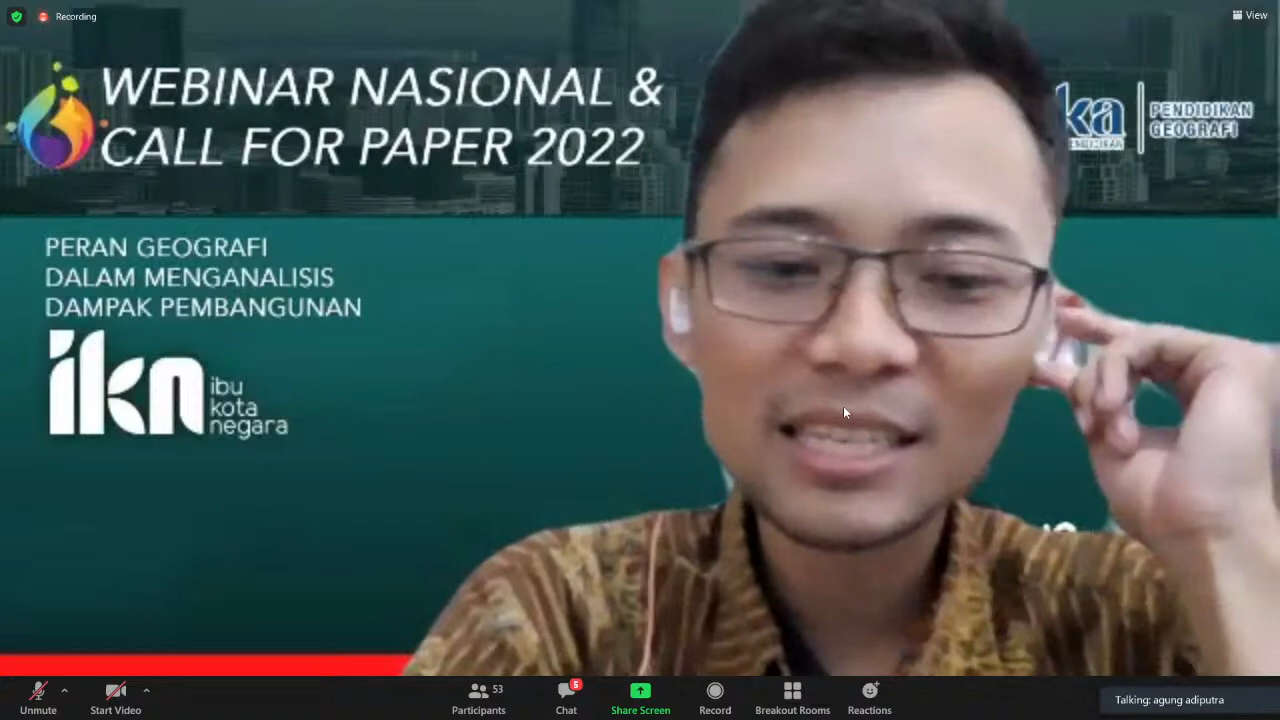 Recording
View
WEBINAR NASIONAL &
CALL FOR PAPER 2022
ka
PENDIDIKAN
GEOGRAFI
PERAN GEOGRAFI
DALAM MENGANALISIS
DAMPAK PEMBANGUNAN
ikn
ibu
kota
negara
Unmute
Start Video
Participants
53
Chat
5
Share Screen
Record
Breakout Rooms
Reactions
Talking: agung adiputra